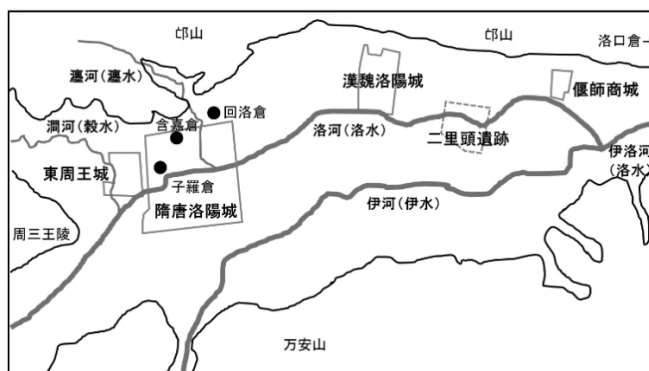 邙山
邙山
洛口倉
瀍河(瀍水)
漢魏洛陽城
偃師商城
回洛倉
澗河(穀水)
含嘉倉
洛河(洛水)
二里頭遺跡
東周王城
伊洛河
(洛水)
子羅倉
隋唐洛陽城
伊河(伊水)
周三王陵
万安山